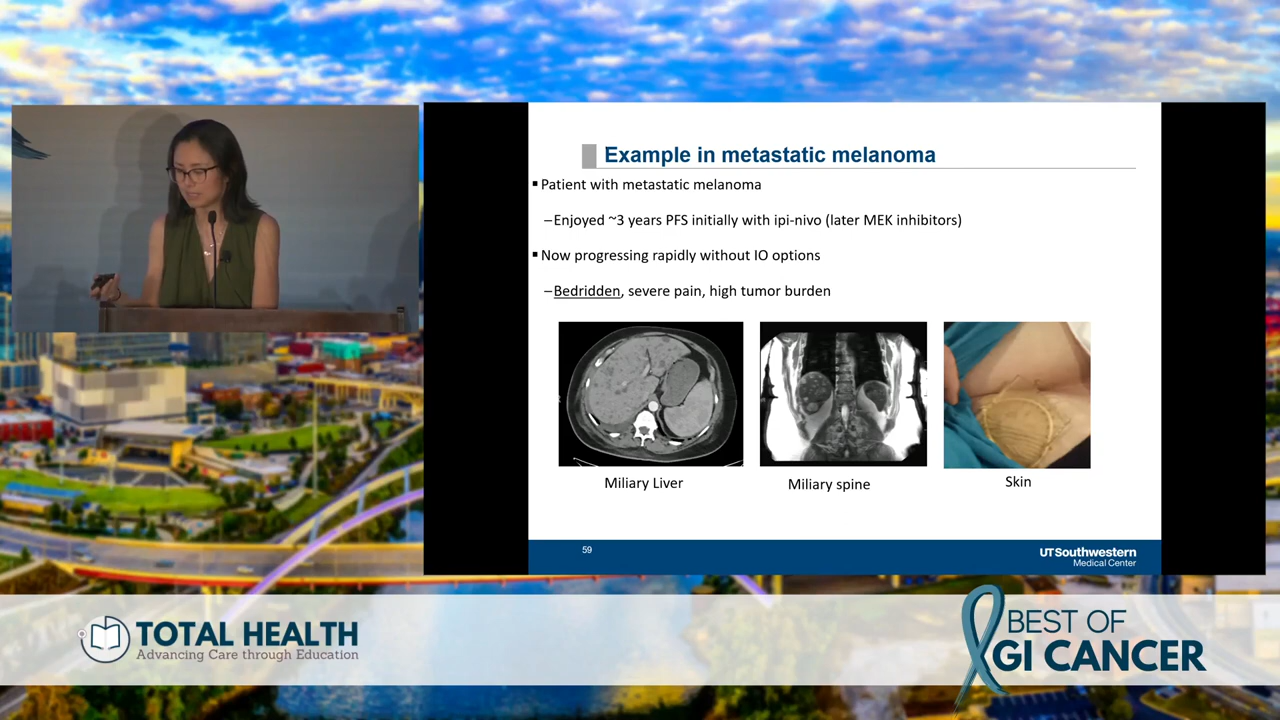 Example in metastatic melanoma
▪ Patient with metastatic melanoma
–Enjoyed ~3 years PFS initially with ipi-nivo (later MEK inhibitors)
▪ Now progressing rapidly without IO options
–Bedridden, severe pain, high tumor burden
Miliary Liver
Miliary spine
Skin
59
UTSouthwestern
Medical Center
TOTAL HEALTH
Advancing Care through Education
BEST OF
GI CANCER